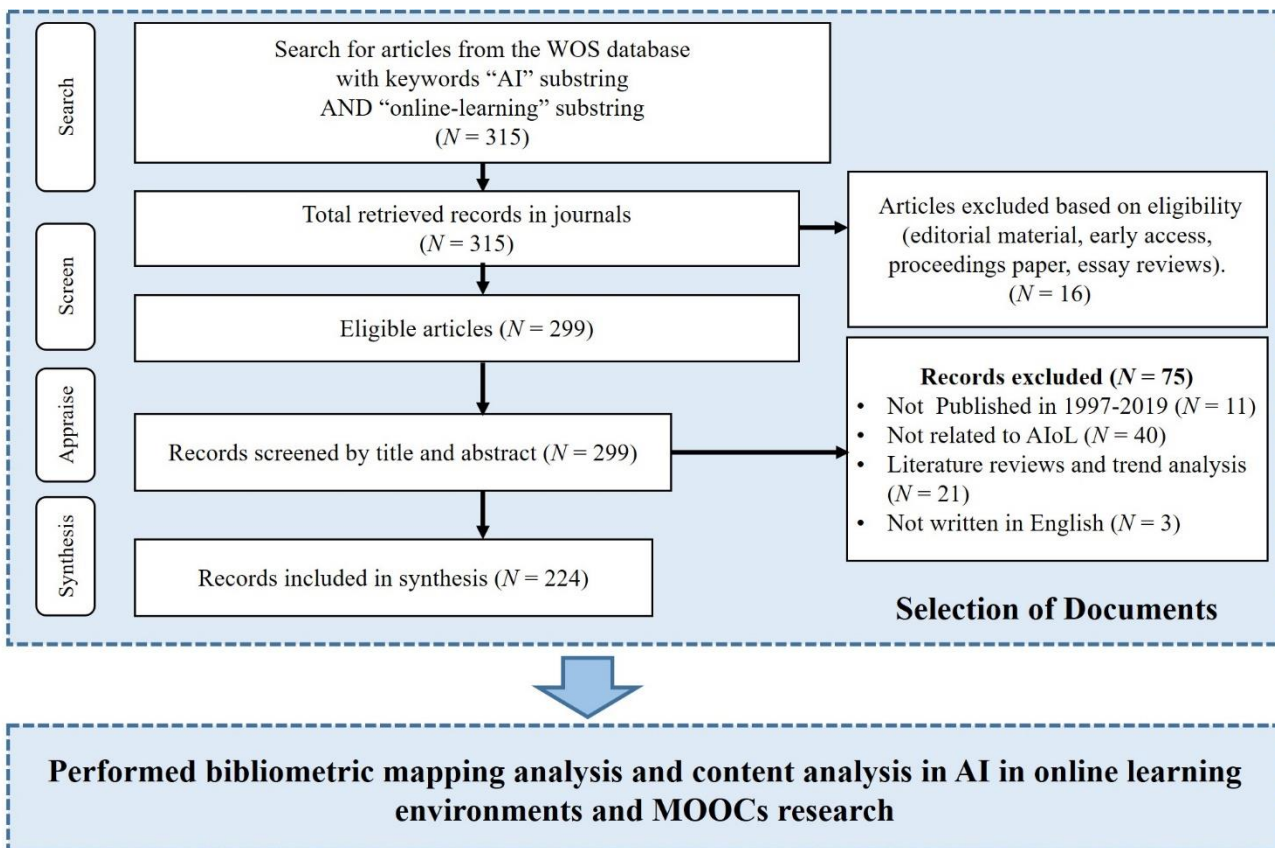 Search
Search for articles from the WOS database
with keywords “AI” substring
AND “online-learning” substring
(N = 315)
Total retrieved records in journals
(N = 315)
Articles excluded based on eligibility
(editorial material, early access,
proceedings paper, essay reviews).
(N = 16)
Screen
Eligible articles (N = 299)
Appraise
Records screened by title and abstract (N = 299)
Records excluded (N = 75)
• Not Published in 1997-2019 (N = 11)
• Not related to AIoL (N = 40)
• Literature reviews and trend analysis
(N = 21)
• Not written in English (N = 3)
Synthesis
Records included in synthesis (N = 224)
Selection of Documents
Performed bibliometric mapping analysis and content analysis in AI in online learning
environments and MOOCs research